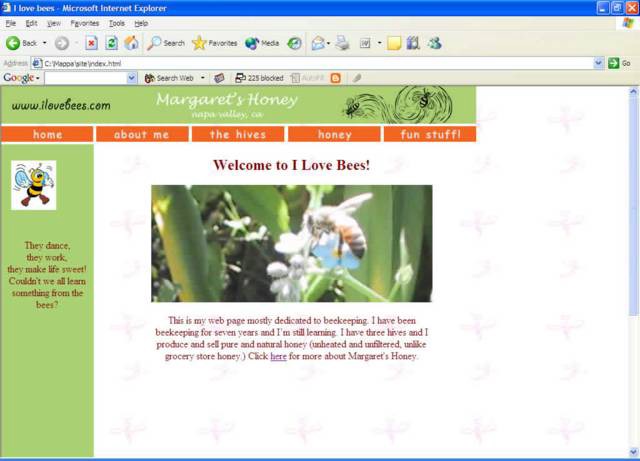 I love bees - Microsoft Internet Explorer
File Edit View Favorites Tools Help
Back Search Favorites Media
Address C:\Mappa\site\index.html Go
Google Search Web 225 blocked AutoFill
www.ilovebees.com
Margaret's Honey
napa valley, ca
home about me the hives honey fun stuff!
They dance,
they work,
they make life sweet!
Couldn't we all learn
something from the
bees?
Welcome to I Love Bees!
This is my web page mostly dedicated to beekeeping. I have been
beekeeping for seven years and I'm still learning. I have three hives and I
produce and sell pure and natural honey (unheated and unfiltered, unlike
grocery store honey.) Click here for more about Margaret's Honey.